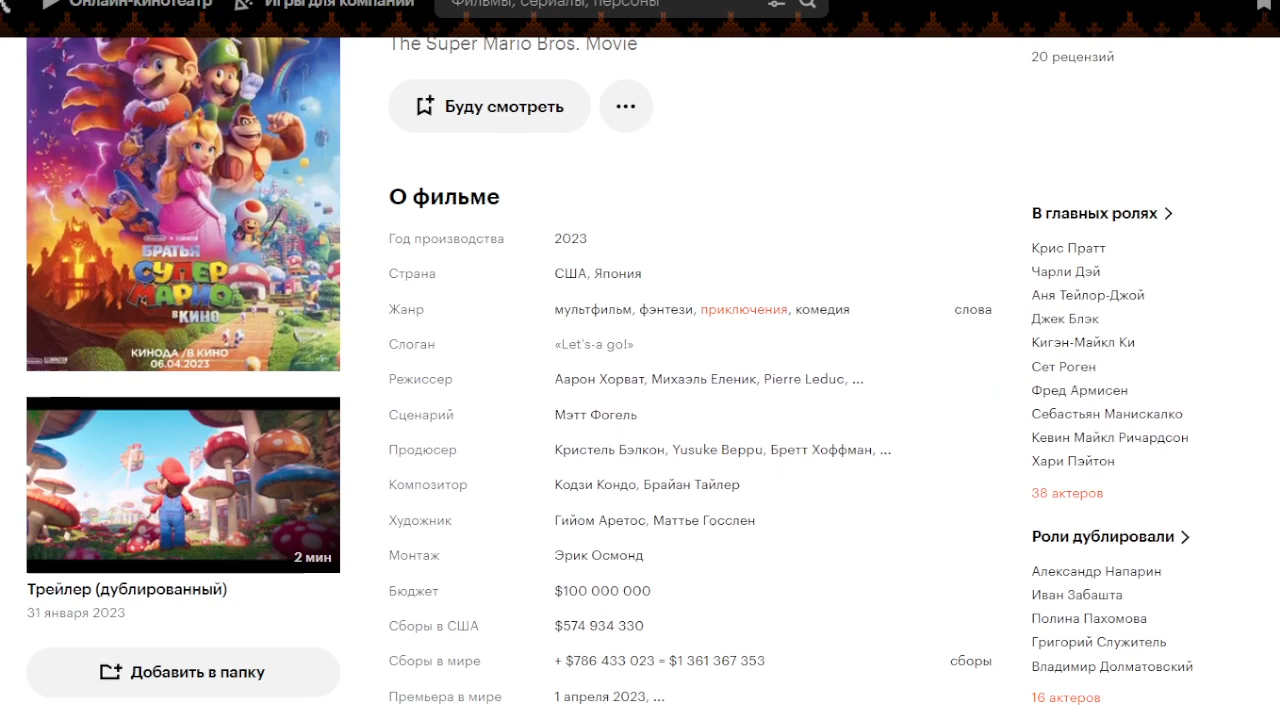 Онлайн-кинотеатр
Игры для компании
Фильмы, сериалы, персоны
The Super Mario Bros. Movie
Буду смотреть
О фильме
Год производства 2023
Страна США, Япония
Жанр мультфильм, фэнтези, приключения, комедия слова
Слоган «Let's-a go!»
Режиссер Аарон Хорват, Михаэль Еленик, Pierre Leduc, ...
Сценарий Мэтт Фогель
Продюсер Кристель Бэлкон, Yusuke Beppu, Бретт Хоффман, ...
Композитор Кодзи Кондо, Брайан Тайлер
Художник Гийом Аретос, Маттье Госслен
Монтаж Эрик Осмонд
Бюджет $100 000 000
Сборы в США $574 934 330
Сборы в мире + $786 433 023 = $1 361 367 353 сборы
Премьера в мире 1 апреля 2023, ...
БРАТЬЯ
СУПЕР
МАРИО
В КИНО
КИНОДА /В КИНО
06.04.2023
2 мин
Трейлер (дублированный)
31 января 2023
Добавить в папку
20 рецензий
В главных ролях
Крис Пратт
Чарли Дэй
Аня Тейлор-Джой
Джек Блэк
Кигэн-Майкл Ки
Сет Роген
Фред Армисен
Себастьян Манискалко
Кевин Майкл Ричардсон
Хари Пэйтон
38 актеров
Роли дублировали
Александр Напарин
Иван Забашта
Полина Пахомова
Григорий Служитель
Владимир Долматовский
16 актеров